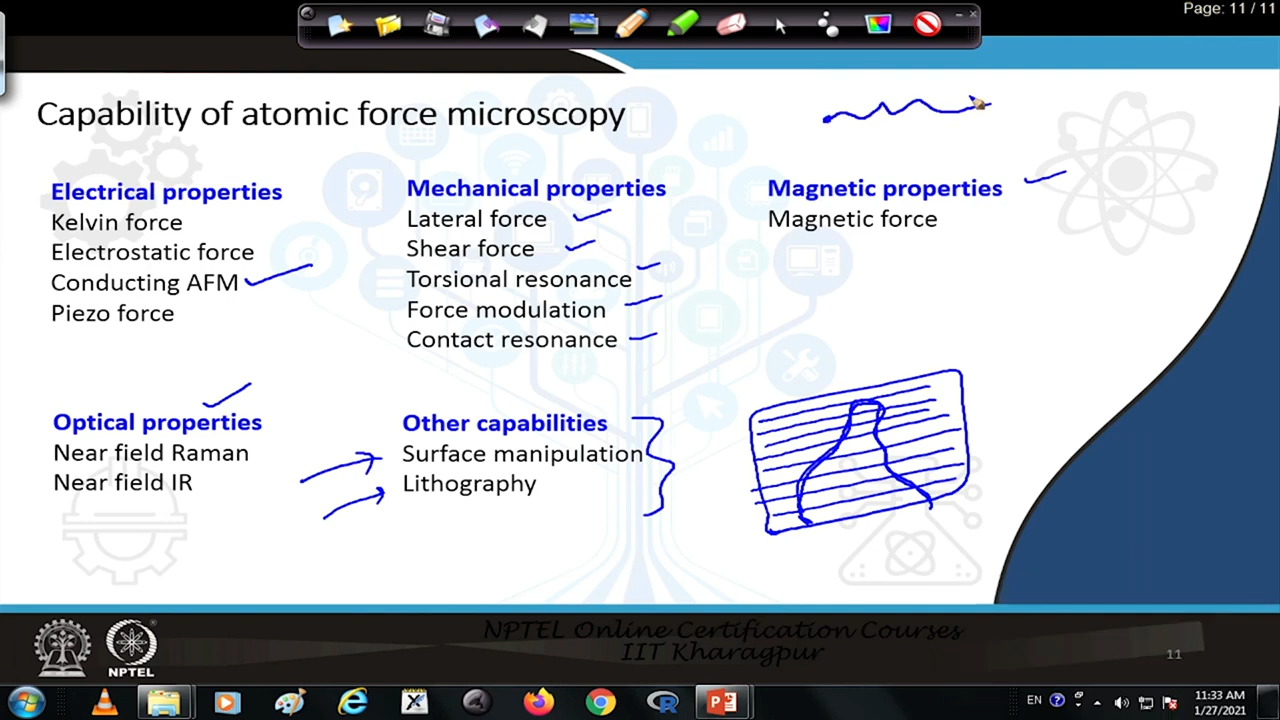 Page: 11 / 11
Capability of atomic force microscopy
Electrical properties
Kelvin force
Electrostatic force
Conducting AFM
Piezo force
Mechanical properties
Lateral force
Shear force
Torsional resonance
Force modulation
Contact resonance
Magnetic properties
Magnetic force
Optical properties
Near field Raman
Near field IR
Other capabilities
Surface manipulation
Lithography
NPTEL Online Certification Courses
IIT Kharagpur
NPTEL
11
EN
11:33 AM
1/27/2021